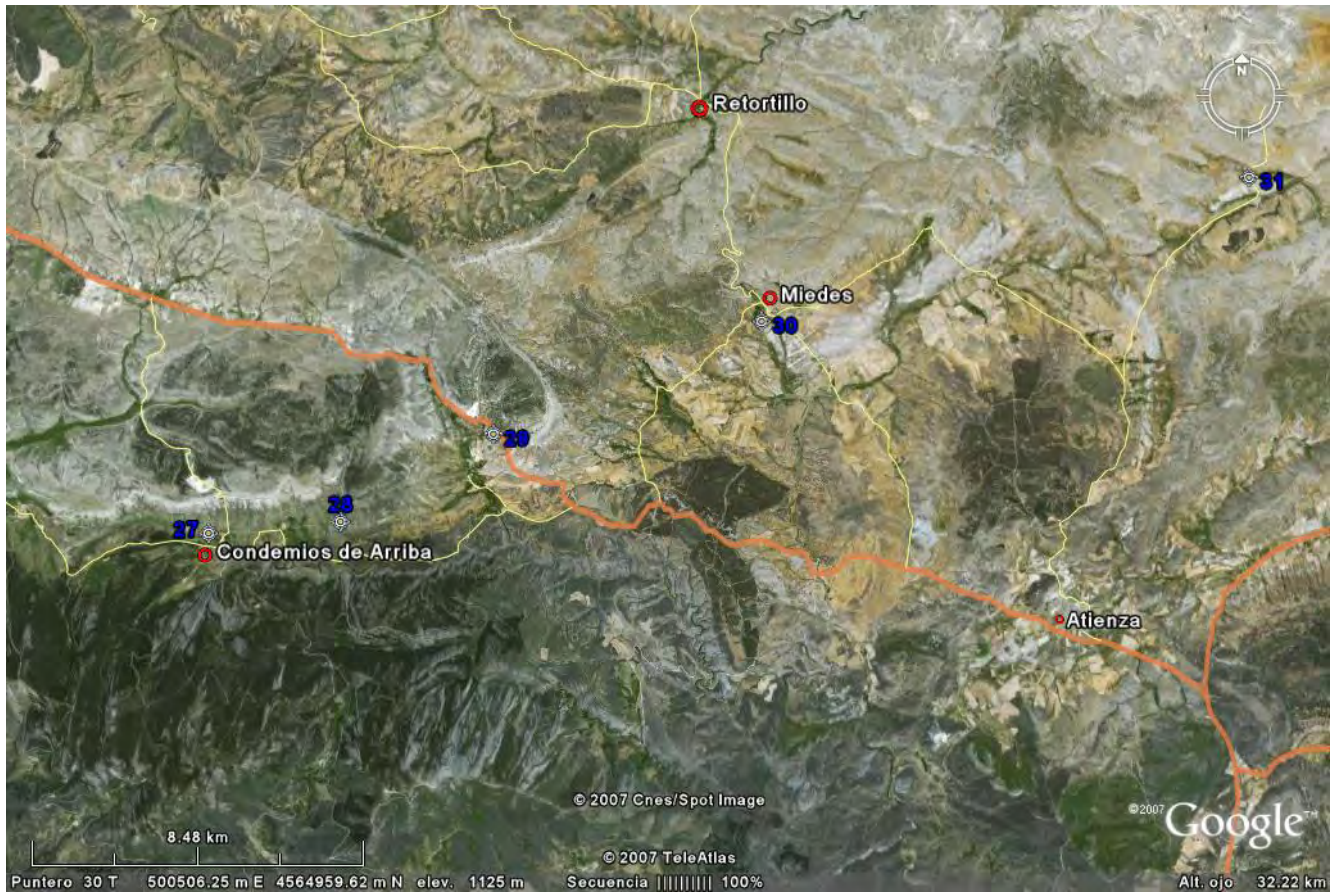 Retortillo
N
31
Miedes
30
29
28
27
Condemios de Arriba
Atienza
© 2007 Cnes/Spot Image
©2007 Google™
8.48 km
© 2007 TeleAtlas
Puntero 30 T 500506.25 m E 4564959.62 m N elev. 1125 m Secuencia |||||||||| 100% Alt. ojo 32.22 km